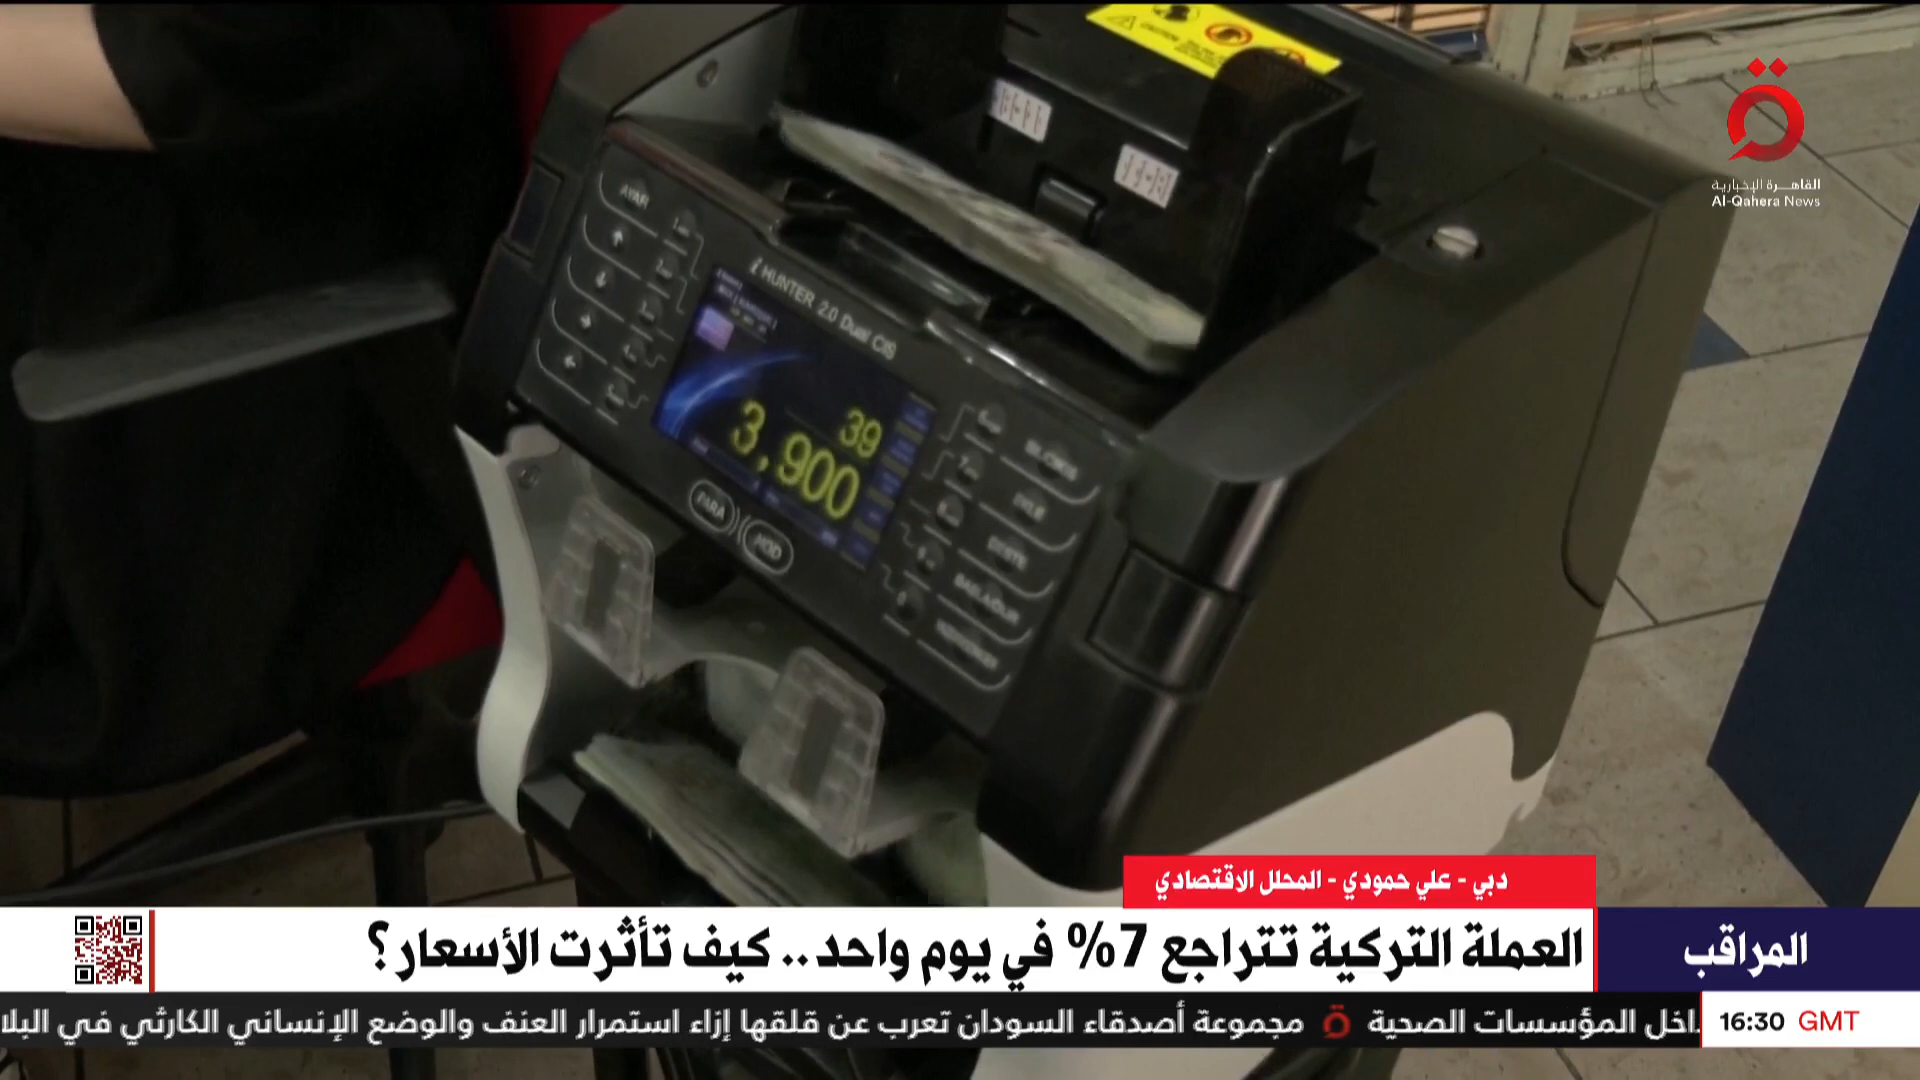 CAUTION
القاهرة الإخبارية
Al-Qahera News
AYAR
i HUNTER 2.0 Dual CIS
39
3,900
PARA
MOD
دبي - علي حمودي - المحلل الاقتصادي
المراقب
العملة التركية تتراجع 7% في يوم واحد .. كيف تأثرت الأسعار؟
16:30 GMT
اخل المؤسسات الصحية
مجموعة أصدقاء السودان تعرب عن قلقها إزاء استمرار العنف والوضع الإنساني الكارثي في البلا